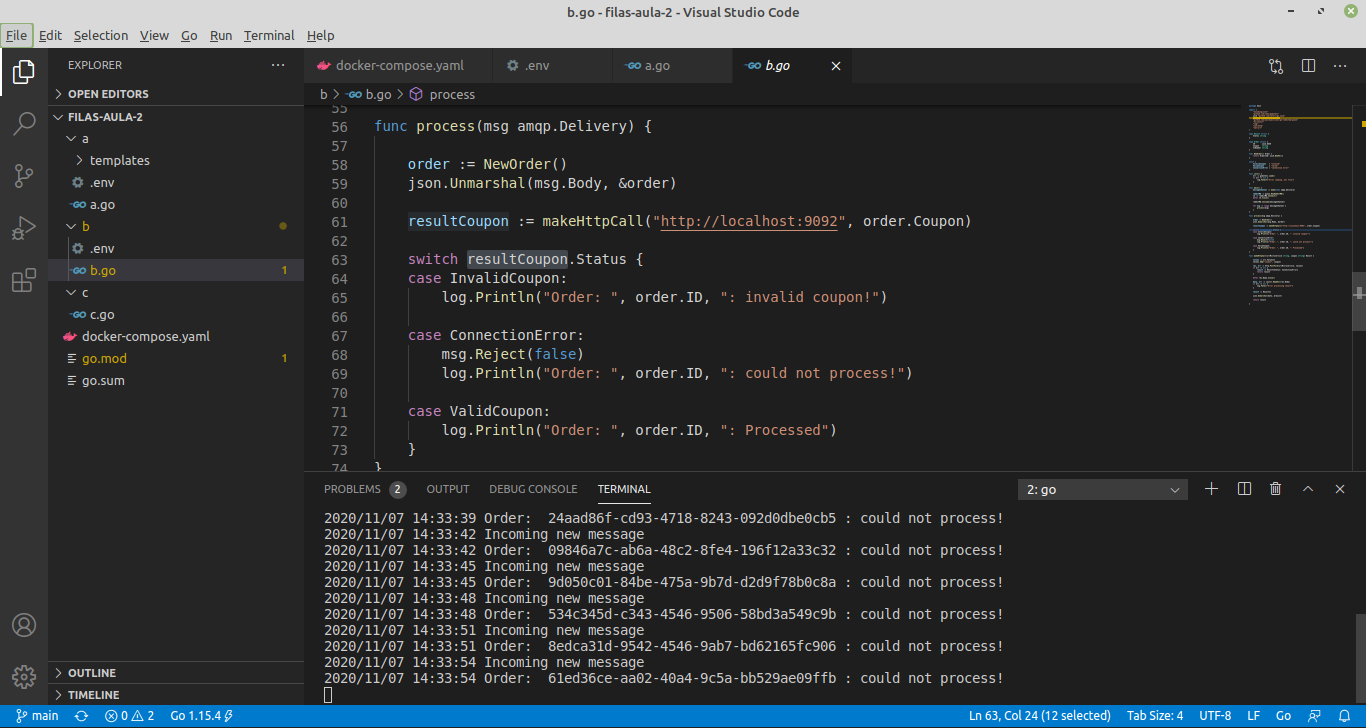 b.go - filas-aula-2 - Visual Studio Code
File Edit Selection View Go Run Terminal Help
EXPLORER
OPEN EDITORS
FILAS-AULA-2
a
templates
.env
a.go
b
.env
b.go 1
c
c.go
docker-compose.yaml
go.mod 1
go.sum
OUTLINE
TIMELINE
docker-compose.yaml .env a.go b.go
b > b.go > process
55
56 func process(msg amqp.Delivery) {
57
58 order := NewOrder()
59 json.Unmarshal(msg.Body, &order)
60
61 resultCoupon := makeHttpCall("http://localhost:9092", order.Coupon)
62
63 switch resultCoupon.Status {
64 case InvalidCoupon:
65 log.Println("Order: ", order.ID, ": invalid coupon!")
66
67 case ConnectionError:
68 msg.Reject(false)
69 log.Println("Order: ", order.ID, ": could not process!")
70
71 case ValidCoupon:
72 log.Println("Order: ", order.ID, ": Processed")
73 }
74 }
PROBLEMS 2 OUTPUT DEBUG CONSOLE TERMINAL 2: go
2020/11/07 14:33:39 Order:  24aad86f-cd93-4718-8243-092d0dbe0cb5 : could not process!
2020/11/07 14:33:42 Incoming new message
2020/11/07 14:33:42 Order:  09846a7c-ab6a-48c2-8fe4-196f12a33c32 : could not process!
2020/11/07 14:33:45 Incoming new message
2020/11/07 14:33:45 Order:  9d050c01-84be-475a-9b7d-d2d9f78b0c8a : could not process!
2020/11/07 14:33:48 Incoming new message
2020/11/07 14:33:48 Order:  534c345d-c343-4546-9506-58bd3a549c9b : could not process!
2020/11/07 14:33:51 Incoming new message
2020/11/07 14:33:51 Order:  8edca31d-9542-4546-9ab7-bd62165fc906 : could not process!
2020/11/07 14:33:54 Incoming new message
2020/11/07 14:33:54 Order:  61ed36ce-aa02-40a4-9c5a-bb529ae09ffb : could not process!
main 0 2 Go 1.15.4 Ln 63, Col 24 (12 selected) Tab Size: 4 UTF-8 LF Go